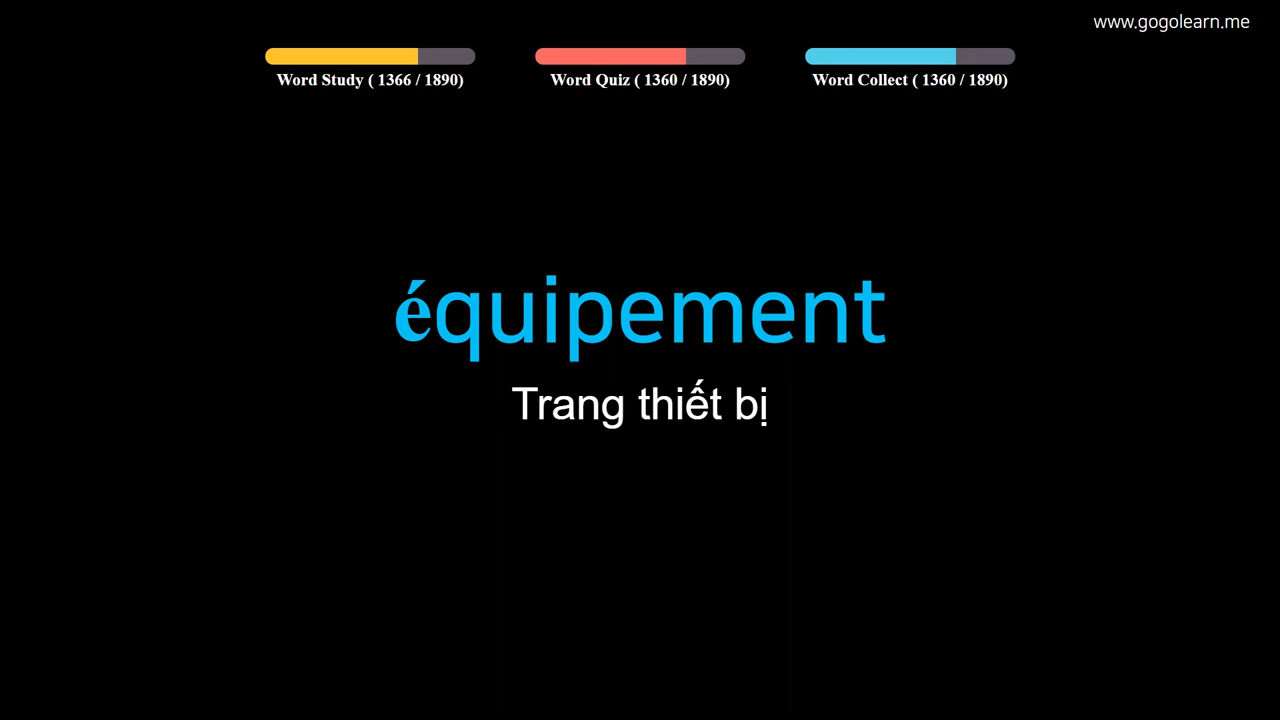 www.gogolearn.me
Word Study ( 1366 / 1890)
Word Quiz ( 1360 / 1890)
Word Collect ( 1360 / 1890)
équipement
Trang thiết bị